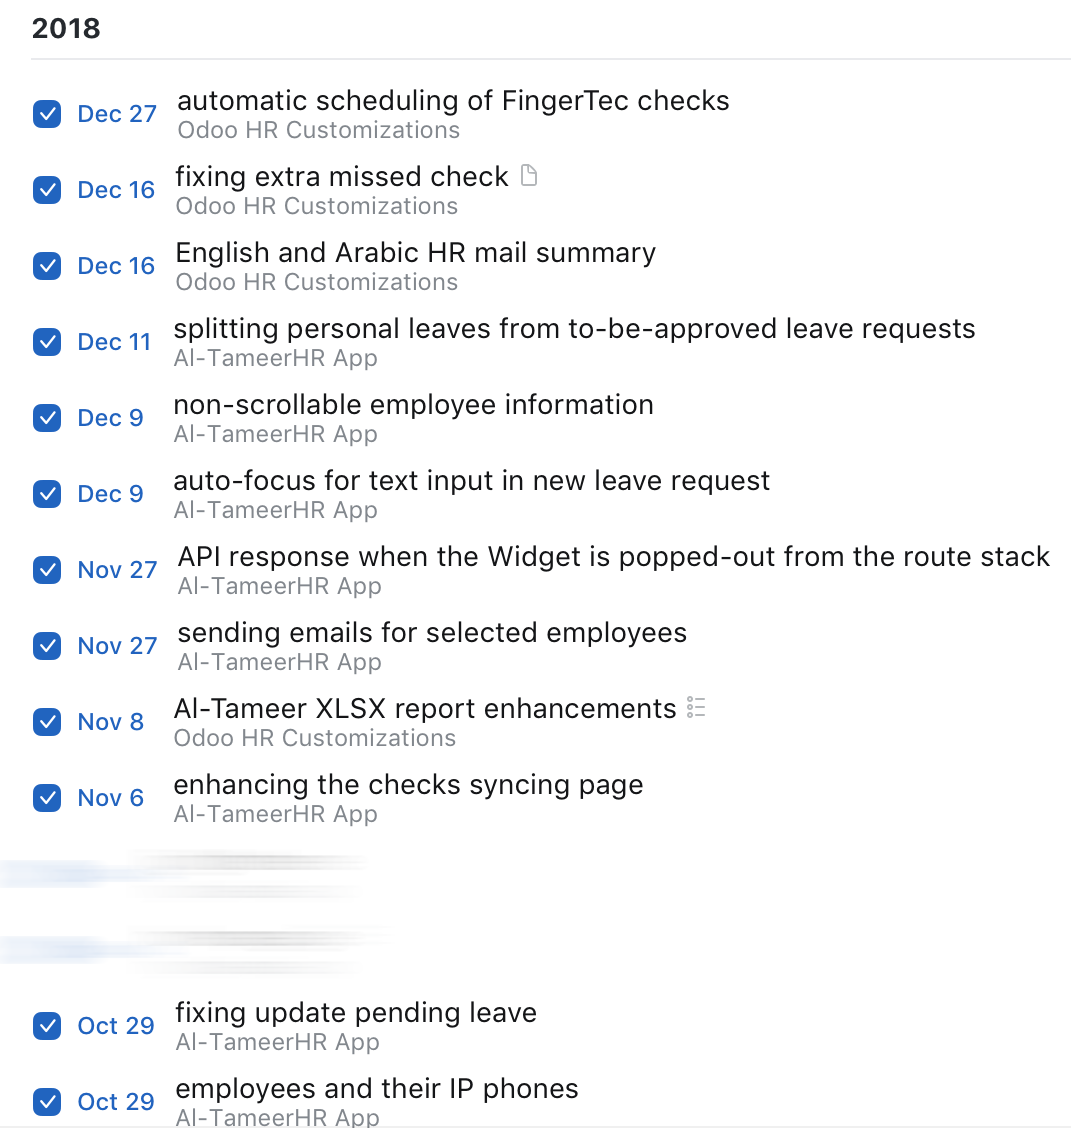 2018
Dec 27
automatic scheduling of FingerTec checks
Odoo HR Customizations
Dec 16
fixing extra missed check
Odoo HR Customizations
Dec 16
English and Arabic HR mail summary
Odoo HR Customizations
Dec 11
splitting personal leaves from to-be-approved leave requests
Al-TameerHR App
Dec 9
non-scrollable employee information
Al-TameerHR App
Dec 9
auto-focus for text input in new leave request
Al-TameerHR App
Nov 27
API response when the Widget is popped-out from the route stack
Al-TameerHR App
Nov 27
sending emails for selected employees
Al-TameerHR App
Nov 8
Al-Tameer XLSX report enhancements
Odoo HR Customizations
Nov 6
enhancing the checks syncing page
Al-TameerHR App
Oct 29
fixing update pending leave
Al-TameerHR App
Oct 29
employees and their IP phones
Al-TameerHR App